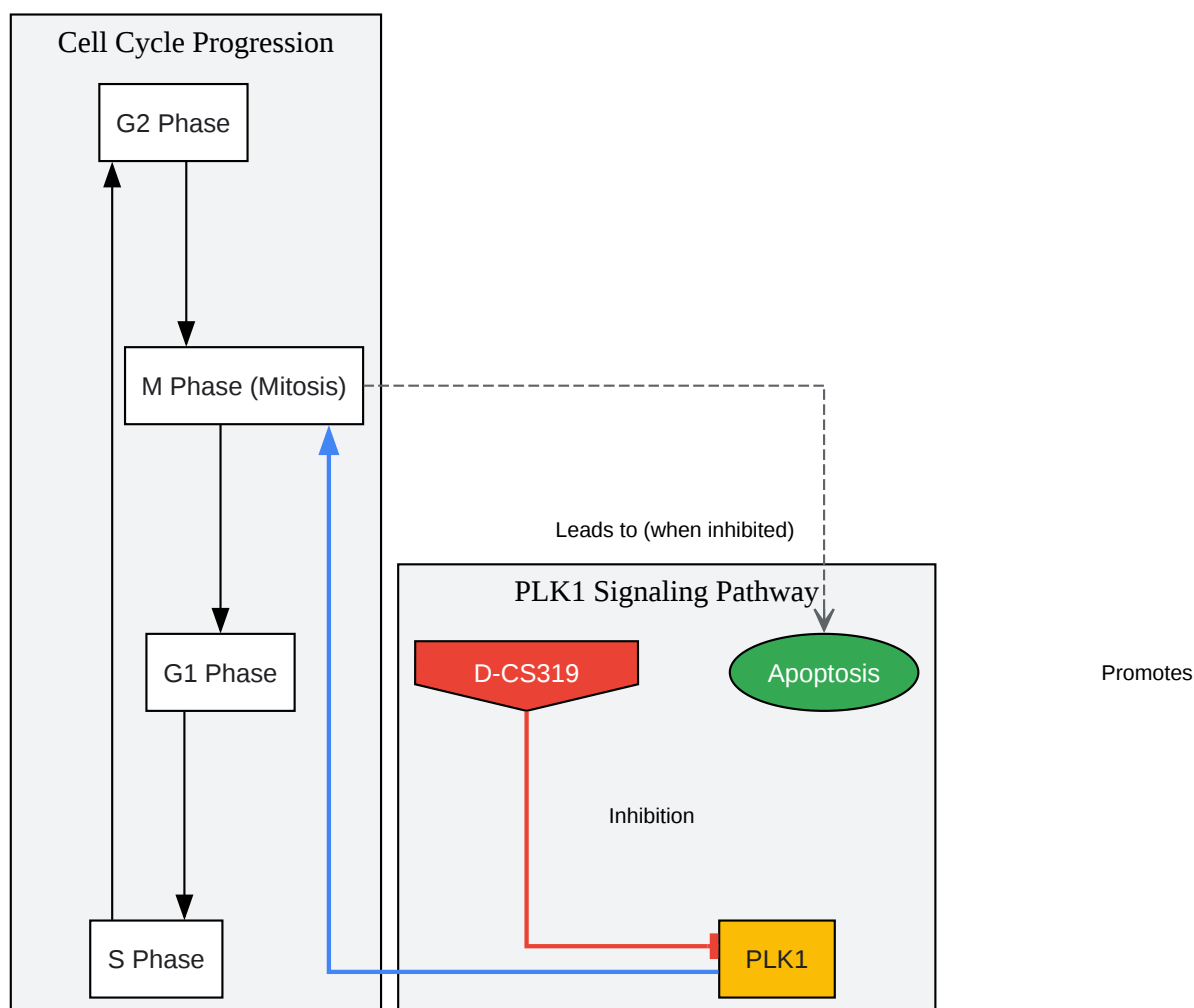 Cell Cycle Progression
G2 Phase
M Phase (Mitosis)
Leads to (when inhibited)
PLK1 Signaling Pathway
G1 Phase
D-CS319
Apoptosis
Promotes
Inhibition
S Phase
PLK1